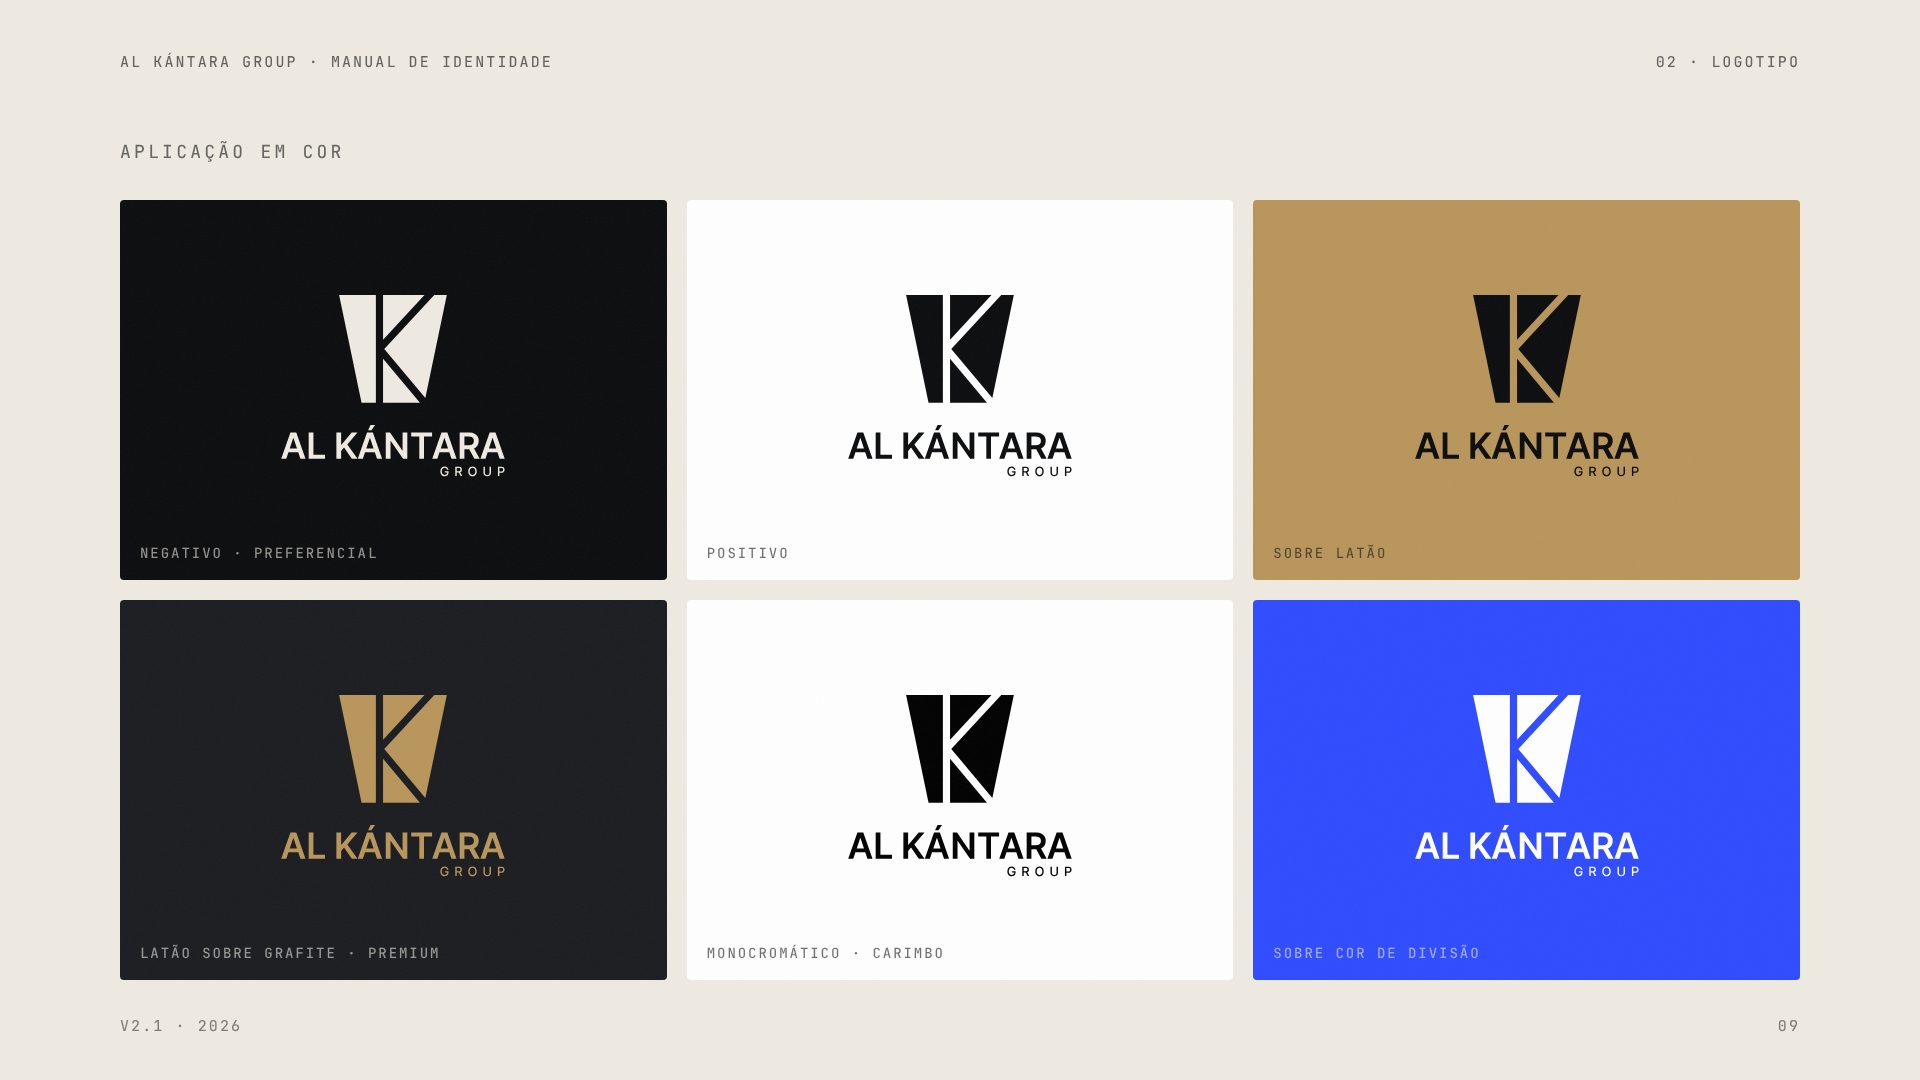 AL KÁNTARA GROUP · MANUAL DE IDENTIDADE
02 · LOGOTIPO
APLICAÇÃO EM COR
AL KÁNTARA
GROUP
NEGATIVO · PREFERENCIAL
AL KÁNTARA
GROUP
POSITIVO
AL KÁNTARA
GROUP
SOBRE LATÃO
AL KÁNTARA
GROUP
LATÃO SOBRE GRAFITE · PREMIUM
AL KÁNTARA
GROUP
MONOCROMÁTICO · CARIMBO
AL KÁNTARA
GROUP
SOBRE COR DE DIVISÃO
V2.1 · 2026
09